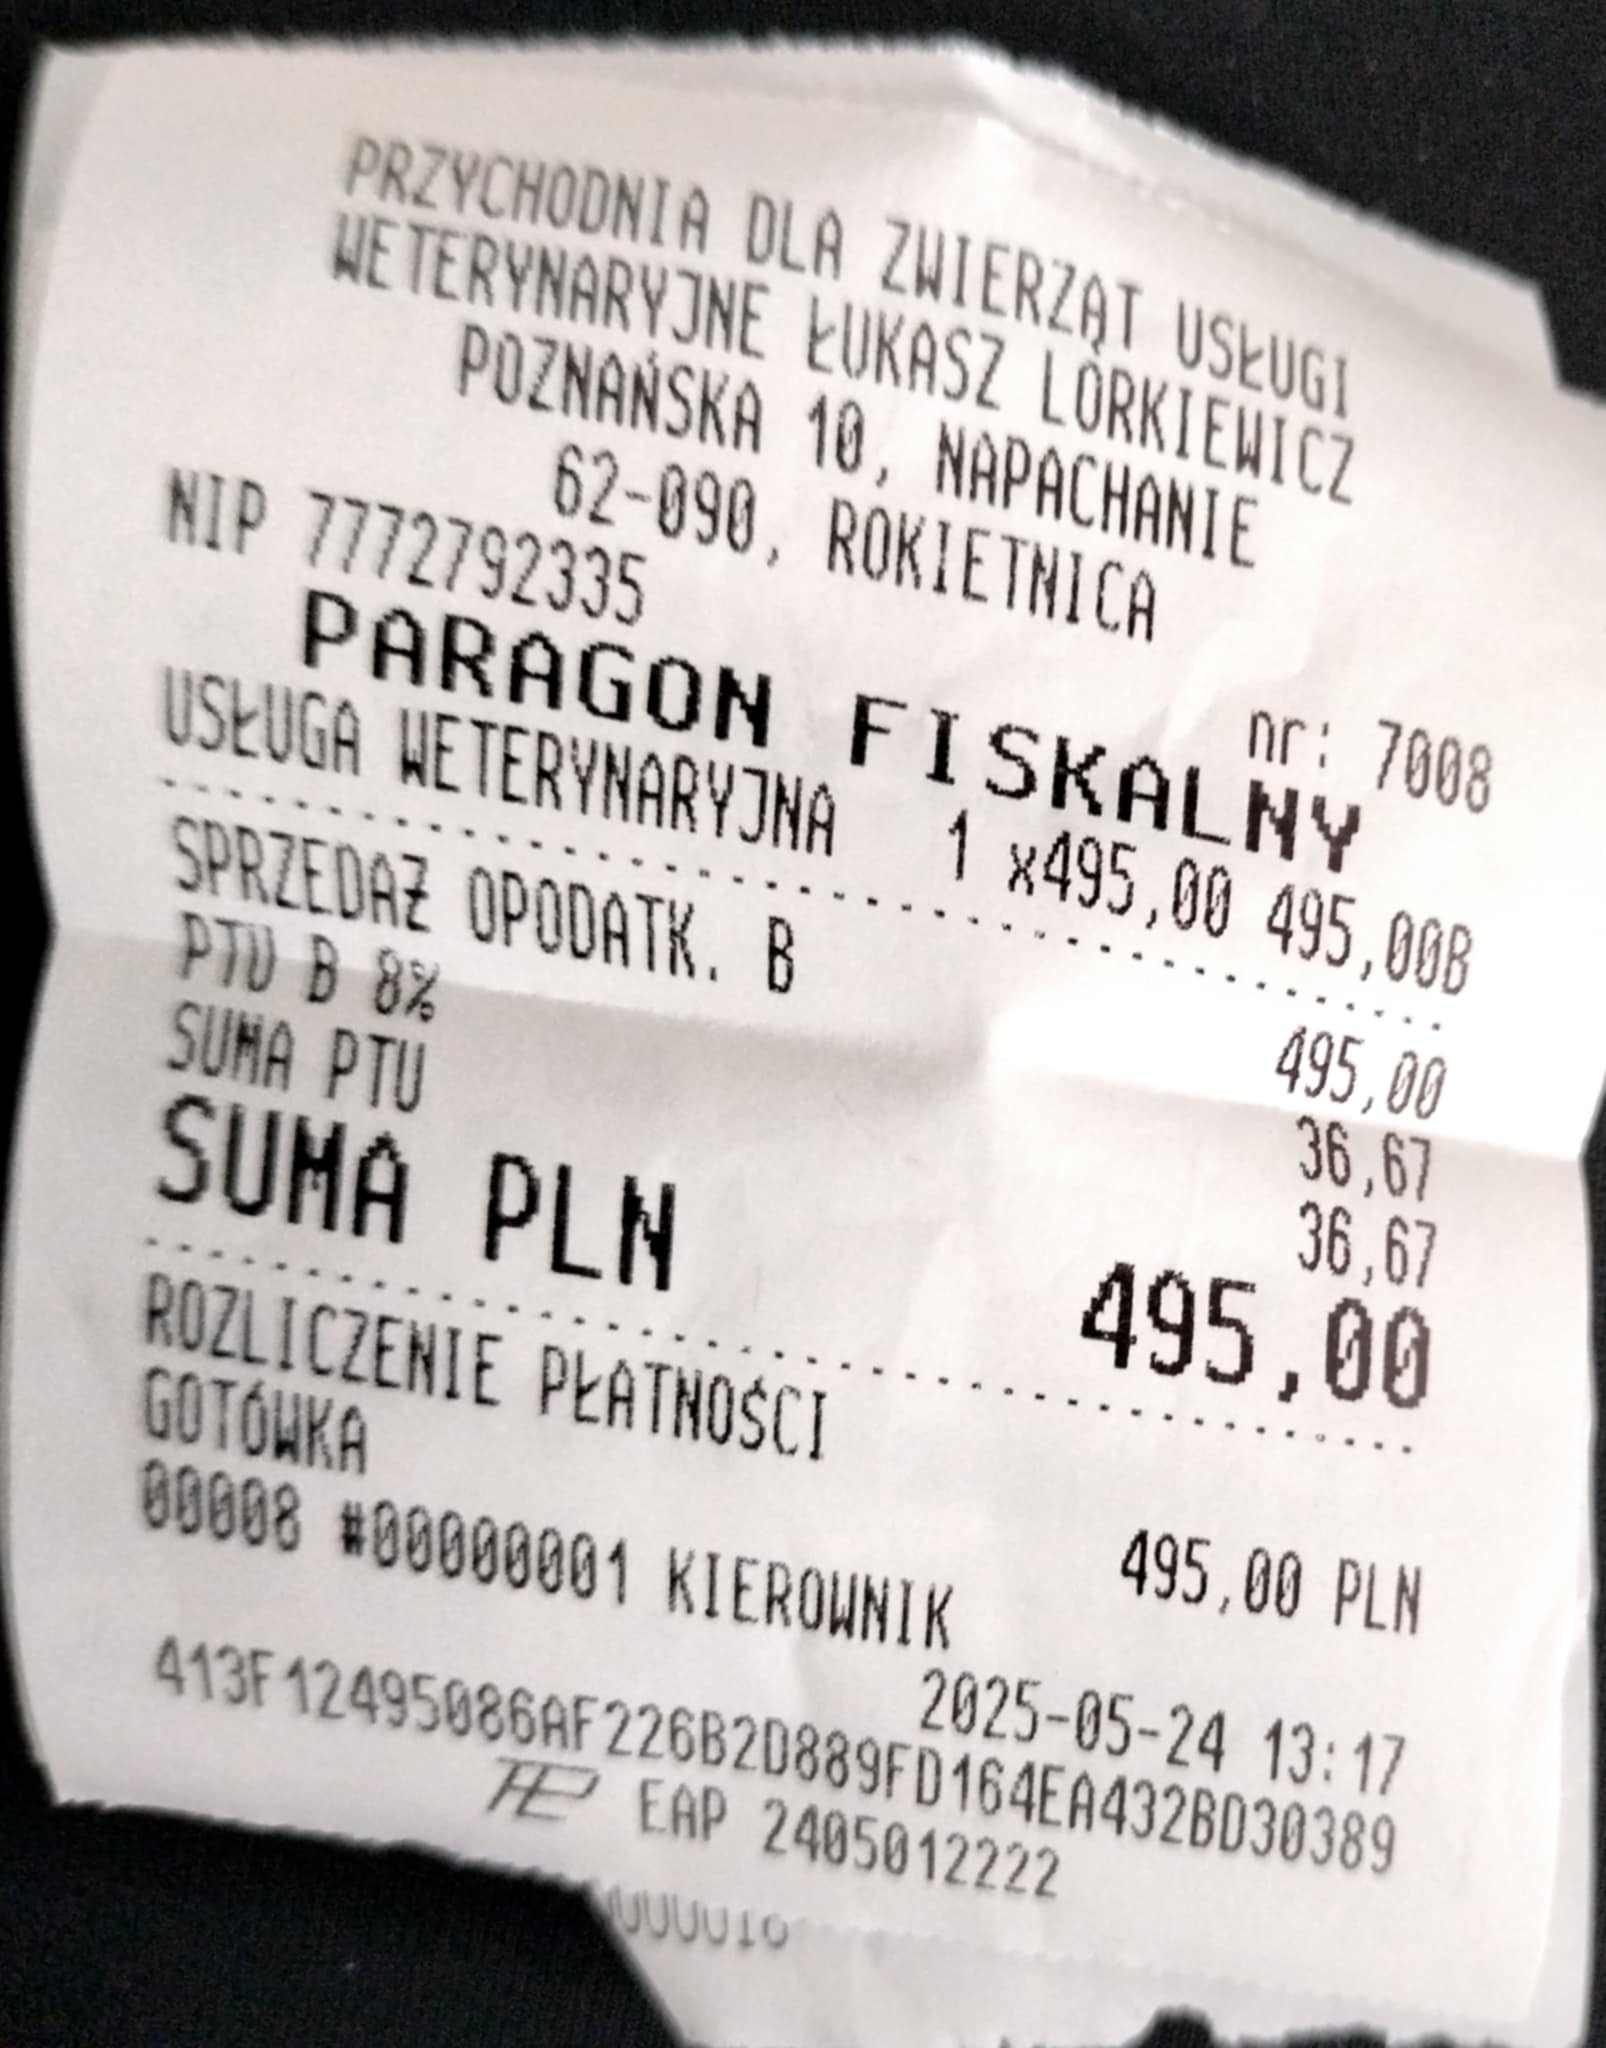 PRZYCHODNIA DLA ZWIERZĄT USŁUGI
WETERYNARYJNE ŁUKASZ LÓRKIEWICZ
POZNAŃSKA 10, NAPACHANIE
62-090, ROKIETNICA
NIP 7772792335
nr: 7008
PARAGON FISKALNY
USŁUGA WETERYNARYJNA 1 x495,00 495,00B
SPRZEDAŻ OPODATK. B 495,00
PTU B 8% 36,67
SUMA PTU 36,67
SUMA PLN 495,00
ROZLICZENIE PŁATNOŚCI
GOTÓWKA 495,00 PLN
00008 #00000001 KIEROWNIK
2025-05-24 13:17
413F12495086AF226B2D889FD164EA432BD30389
EAP 2405012222